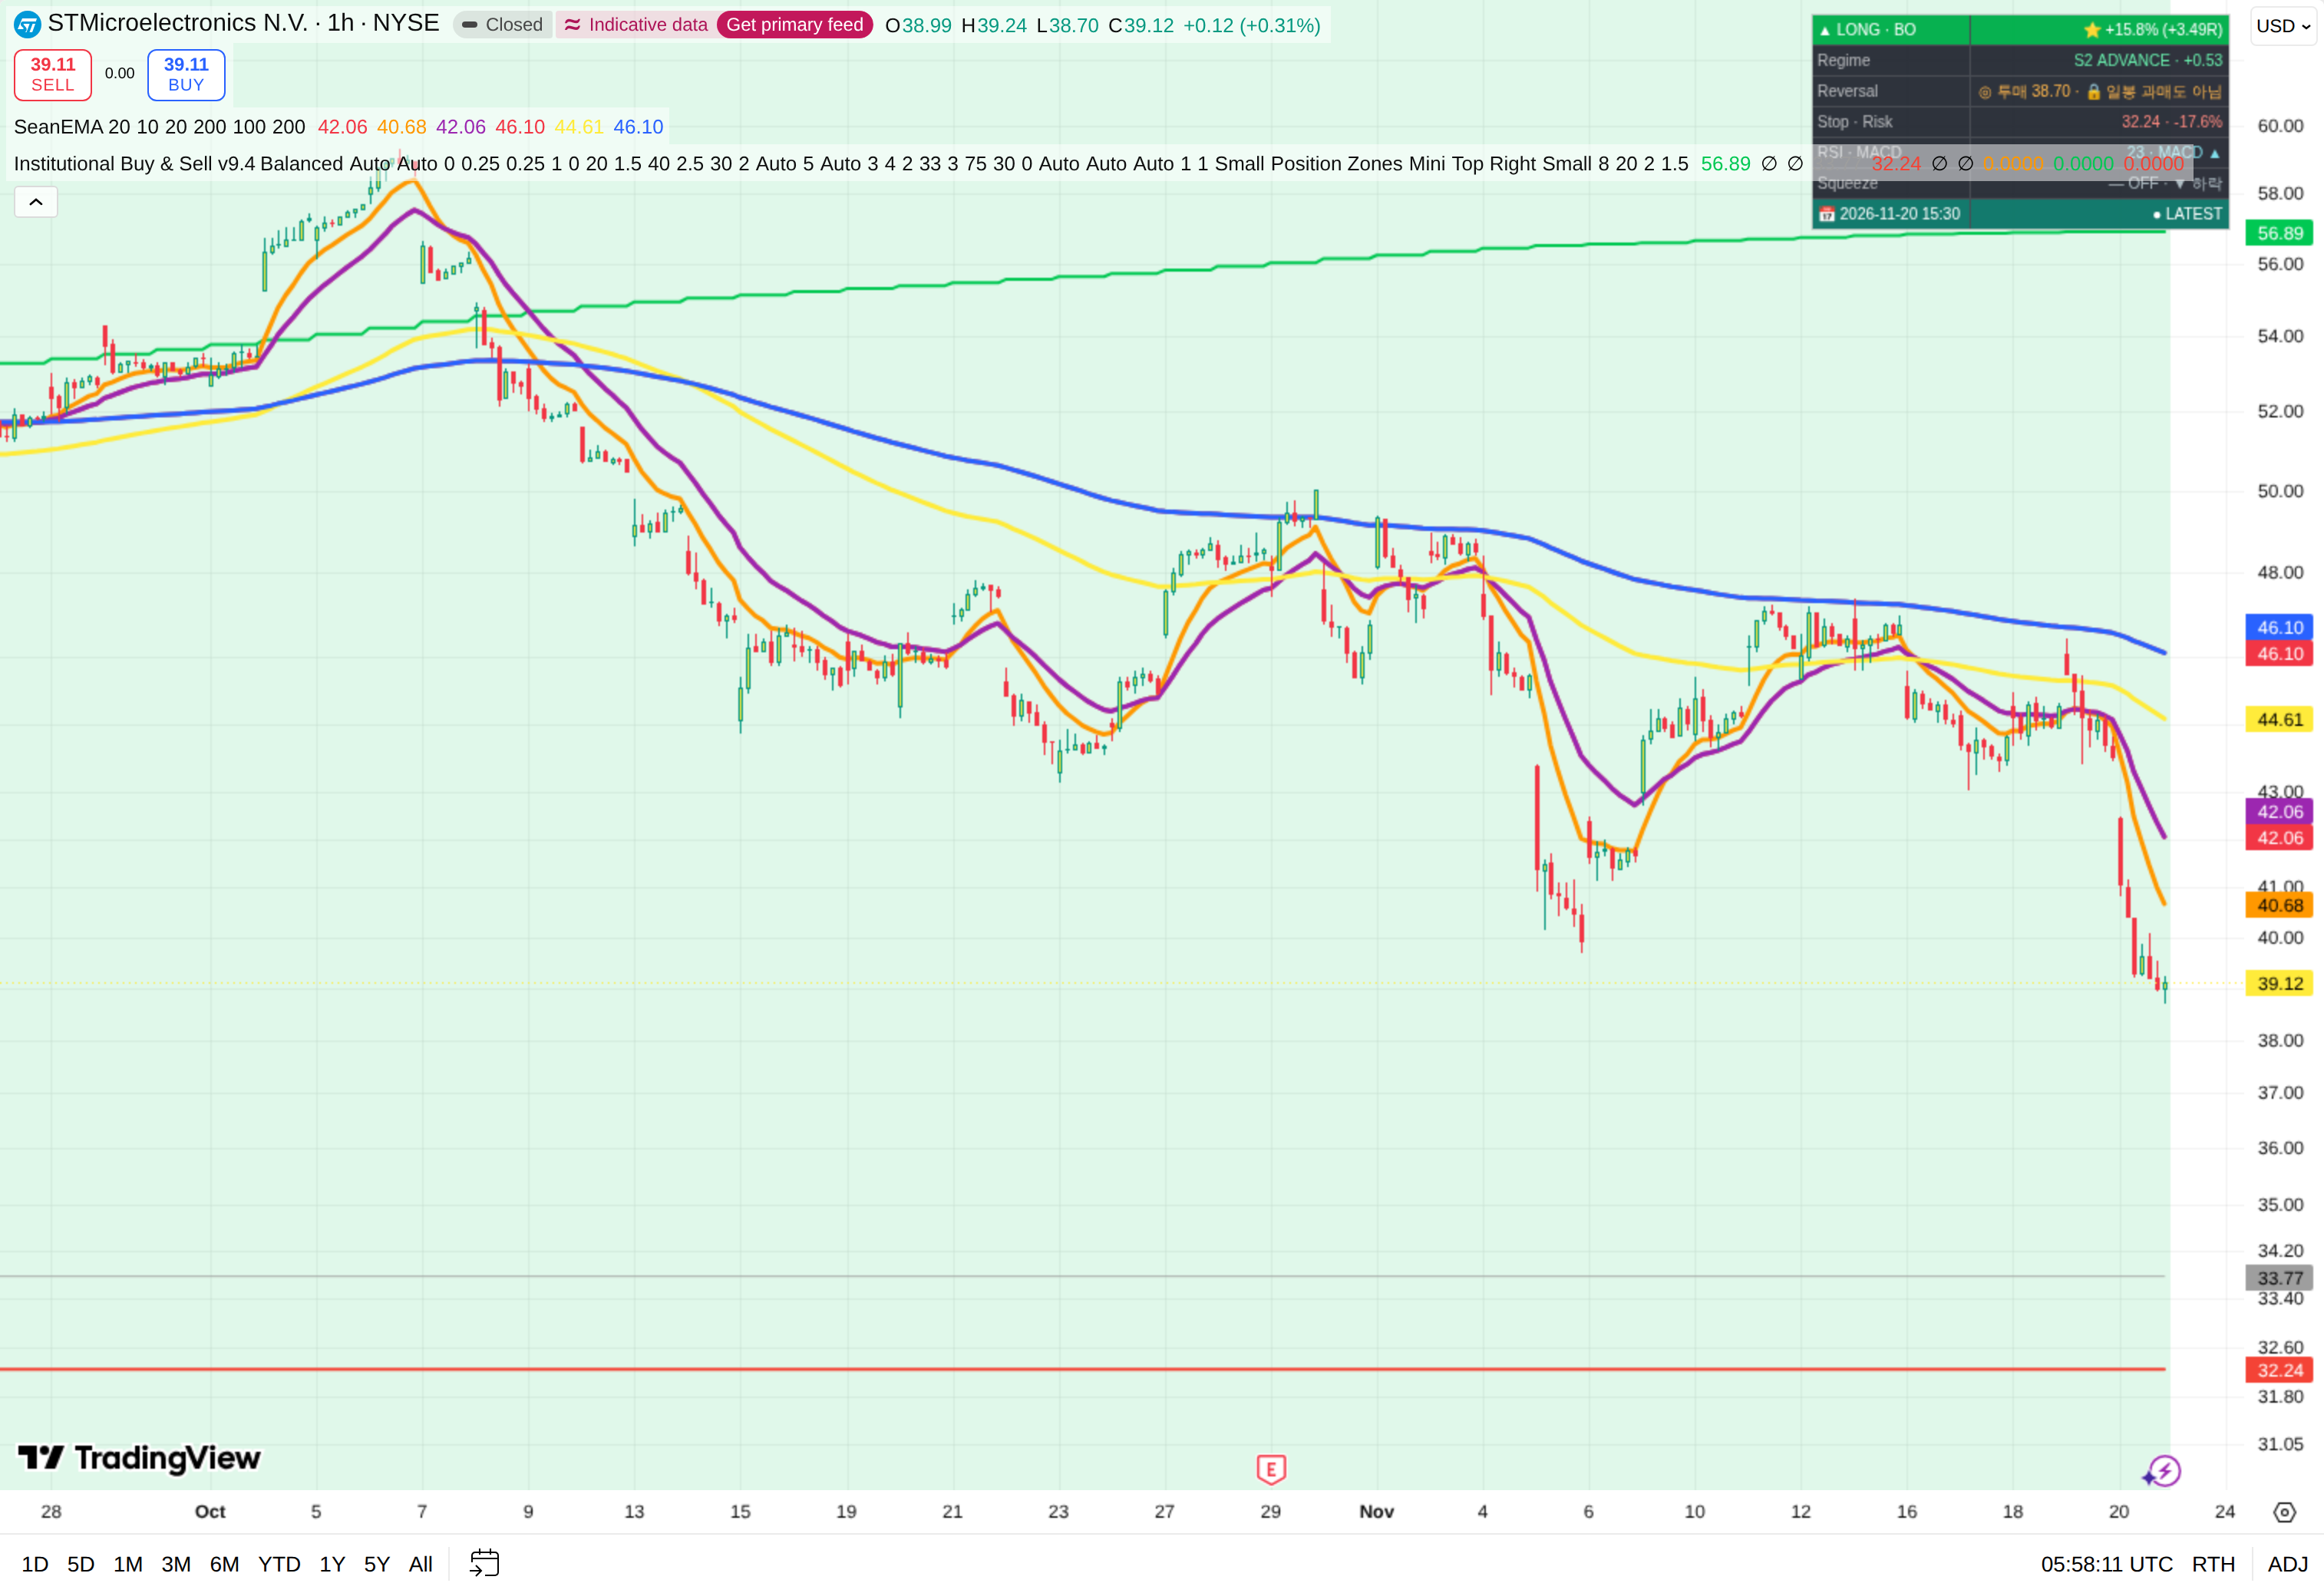 STMicroelectronics N.V. · 1h · NYSE Closed Indicative data Get primary feed O38.99 H39.24 L38.70 C39.12 +0.12 (+0.31%)
39.11 SELL 0.00 39.11 BUY
SeanEMA 20 10 20 200 100 200 42.06 40.68 42.06 46.10 44.61 46.10
Institutional Buy & Sell v9.4 Balanced Auto Auto 0 0.25 0.25 1 0 20 1.5 40 2.5 30 2 Auto 5 Auto 3 4 2 33 3 75 30 0 Auto Auto Auto 1 1 Small Position Zones Mini Top Right Small 8 20 2 1.5 56.89 ∅ ∅ 32.24 ∅ ∅ 0.0000 0.0000 0.0000
▲ LONG · BO ⭐ +15.8% (+3.49R)
Regime S2 ADVANCE · +0.53
Reversal ◎ 투매 38.70 · 🔒 일봉 과매도 아님
Stop · Risk 32.24 · -17.6%
RSI · MACD 23 · MACD ▲
Squeeze — OFF · ▼ 하락
📅 2026-11-20 15:30 ● LATEST
USD
60.00
58.00
56.89
56.00
54.00
52.00
50.00
48.00
46.10
46.10
44.61
43.00
42.06
42.06
41.00
40.68
40.00
39.12
38.00
37.00
36.00
35.00
34.20
33.77
33.40
32.60
32.24
31.80
31.05
TradingView
E
28 Oct 5 7 9 13 15 19 21 23 27 29 Nov 4 6 10 12 16 18 20 24
1D 5D 1M 3M 6M YTD 1Y 5Y All 05:58:11 UTC RTH ADJ